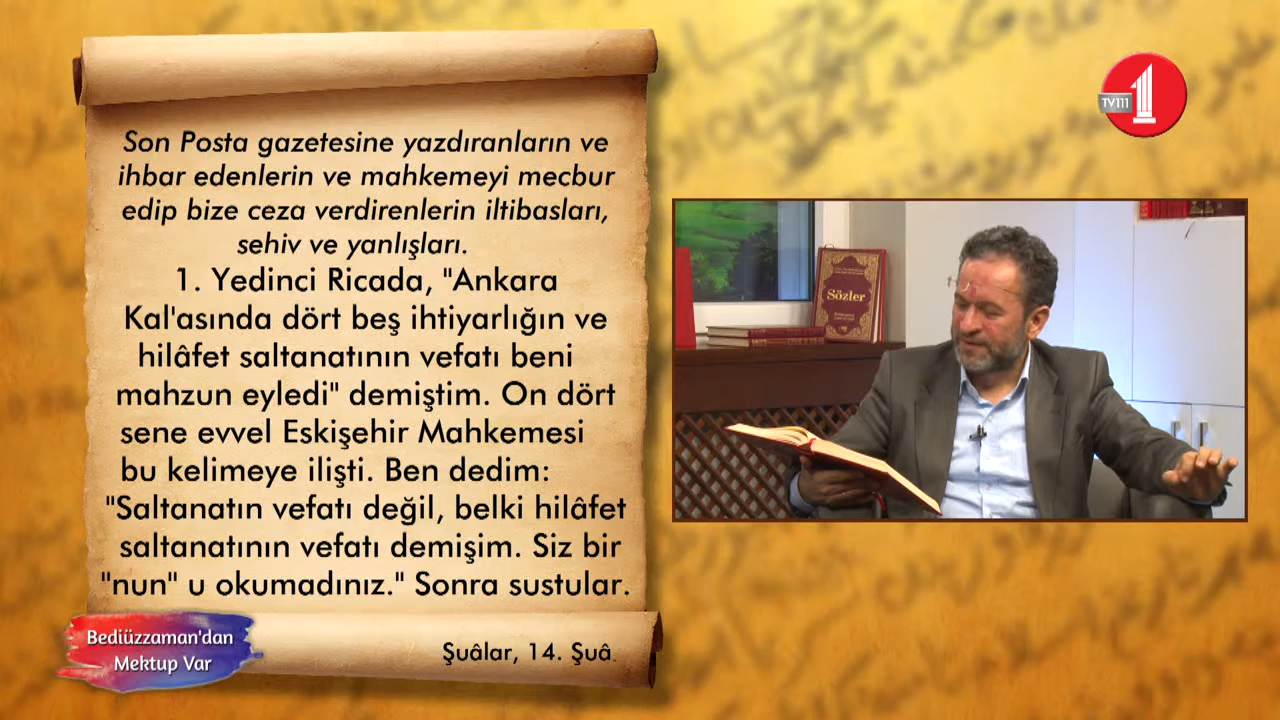 Son Posta gazetesine yazdıranların ve
ihbar edenlerin ve mahkemeyi mecbur
edip bize ceza verdirenlerin iltibasları,
sehiv ve yanlışları.
1. Yedinci Ricada, "Ankara
Kal'asında dört beş ihtiyarlığın ve
hilâfet saltanatının vefatı beni
mahzun eyledi" demiştim. On dört
sene evvel Eskişehir Mahkemesi
bu kelimeye ilişti. Ben dedim:
"Saltanatın vefatı değil, belki hilâfet
saltanatının vefatı demişim. Siz bir
"nun" u okumadınız." Sonra sustular.
Şuâlar, 14. Şuâ
Bediüzzaman'dan
Mektup Var
TV111
1
Sözler